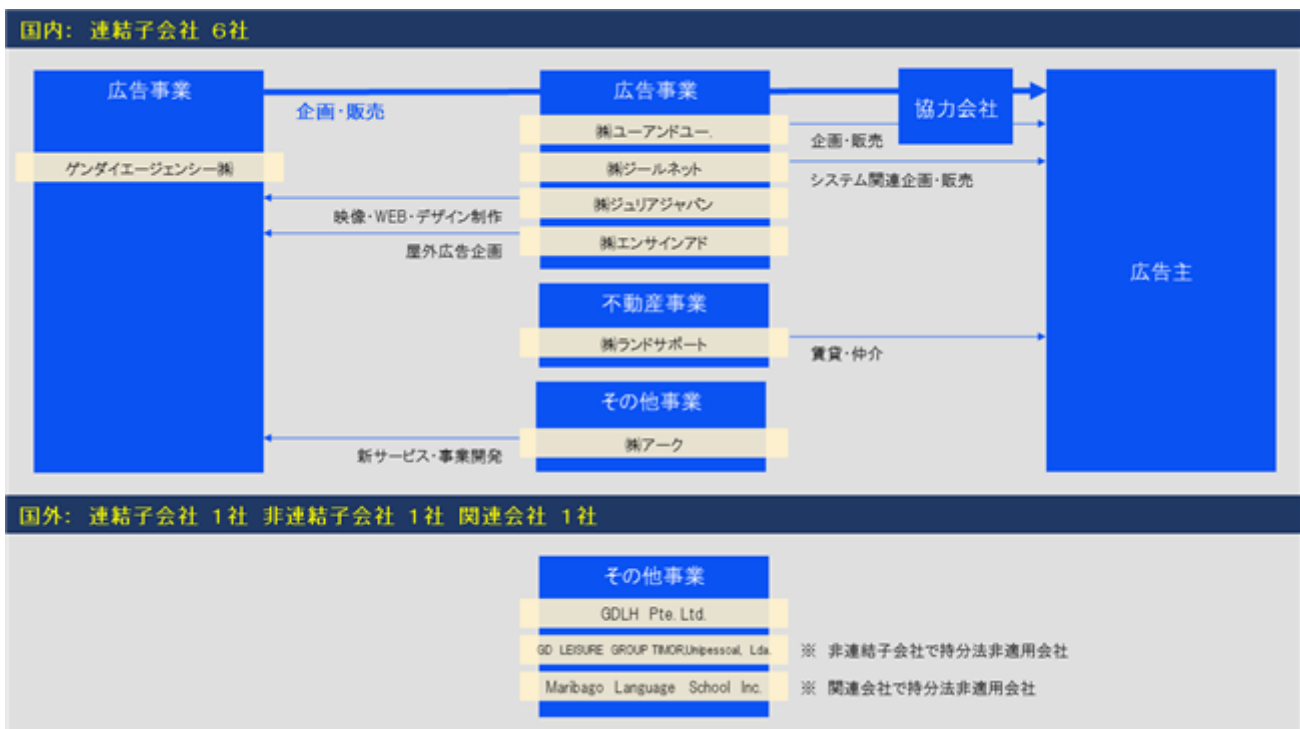 国内: 連結子会社 6社
広告事業
ゲンダイエージェンシー㈱
企画・販売
映像・WEB・デザイン制作
屋外広告企画
新サービス・事業開発
広告事業
㈱ユーアンドユー.
㈱ジールネット
㈱ジュリアジャパン
㈱エンサインアド
不動産事業
㈱ランドサポート
その他事業
㈱アーク
協力会社
企画・販売
システム関連企画・販売
賃貸・仲介
広告主
国外: 連結子会社 1社 非連結子会社 1社 関連会社 1社
その他事業
GDLH Pte.Ltd.
GD LEISURE GROUP TIMOR,Unipessoal, Lda. ※ 非連結子会社で持分法非適用会社
Maribago Language School Inc. ※ 関連会社で持分法非適用会社